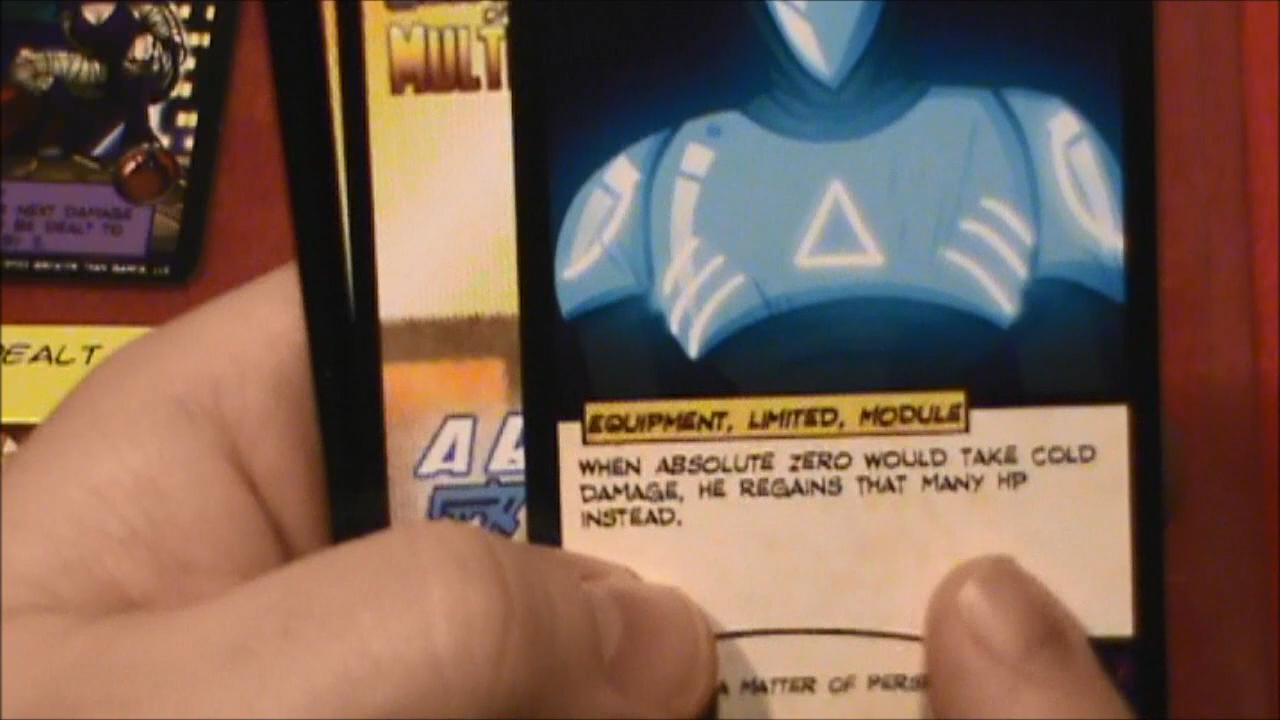 MULT
NEXT DAMAGE
BE DEALT TO
DEALT
A
EQUIPMENT, LIMITED, MODULE
WHEN ABSOLUTE ZERO WOULD TAKE COLD
DAMAGE, HE REGAINS THAT MANY HP
INSTEAD.
A MATTER OF PERSP